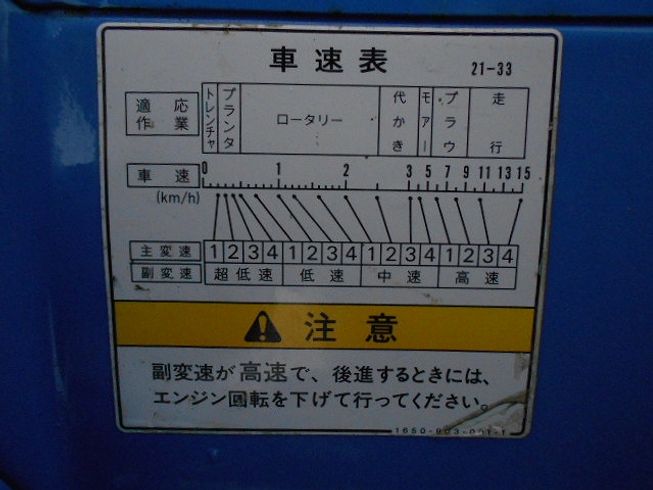 車速表 21-33
適応作業 トレンチャ プランタ ロータリー 代かき モアー プラウ 走行
車速 (km/h) 0 1 2 3 5 7 9 11 13 15
主変速 1 2 3 4 1 2 3 4 1 2 3 4 1 2 3 4
副変速 超低速 低速 中速 高速
注意
副変速が高速で、後進するときには、
エンジン回転を下げて行ってください。